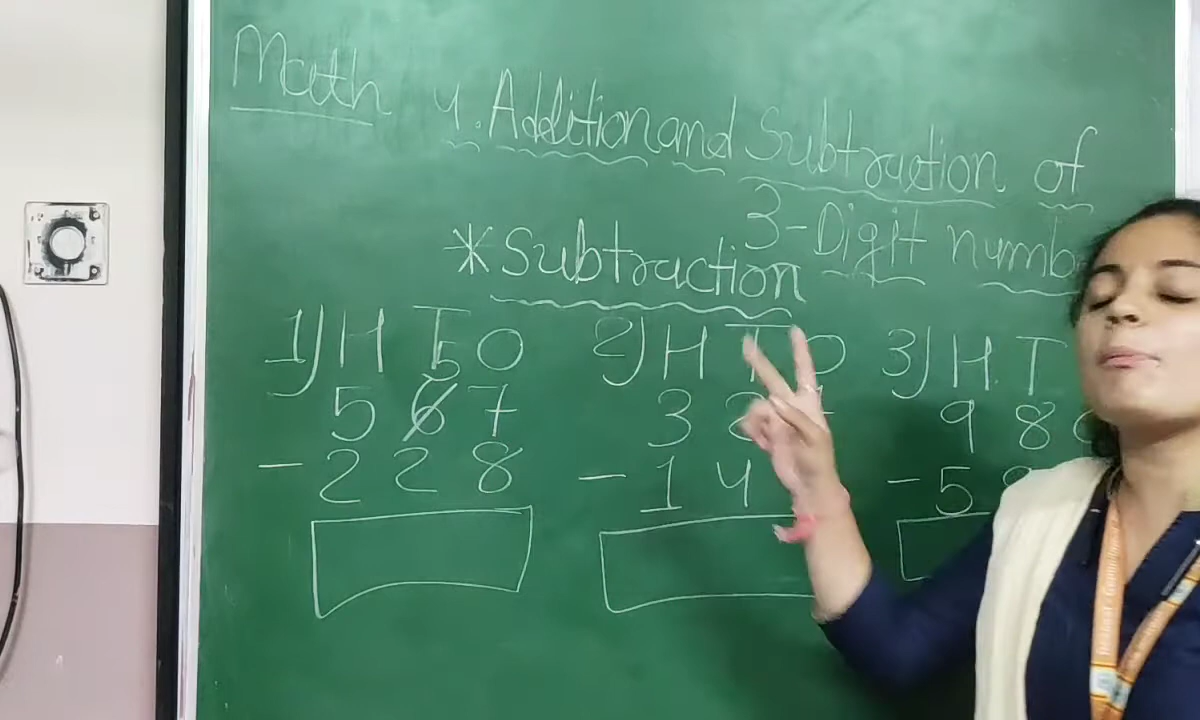 Math 4. Addition and Subtraction of
3-Digit
* Subtraction
1) H T O 2) H T O 3) H T
5
5 6 7 3 9 8
- 2 2 8 - 1 4 - 5